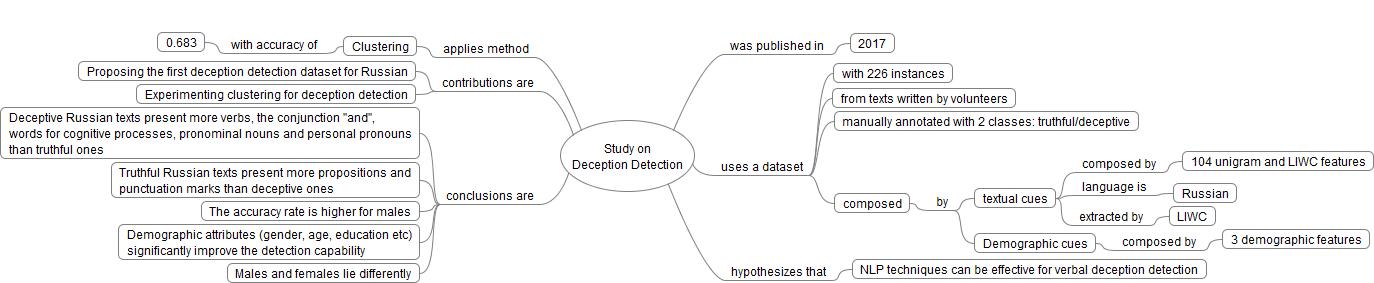 0.683
with accuracy of
Clustering
applies method
Proposing the first deception detection dataset for Russian
contributions are
Experimenting clustering for deception detection
Deceptive Russian texts present more verbs, the conjunction "and",
words for cognitive processes, pronominal nouns and personal pronouns
than truthful ones
Truthful Russian texts present more propositions and
punctuation marks than deceptive ones
conclusions are
The accuracy rate is higher for males
Demographic attributes (gender, age, education etc)
significantly improve the detection capability
Males and females lie differently
Study on
Deception Detection
was published in
2017
with 226 instances
from texts written by volunteers
manually annotated with 2 classes: truthful/deceptive
uses a dataset
composed
by
textual cues
composed by
104 unigram and LIWC features
language is
Russian
extracted by
LIWC
Demographic cues
composed by
3 demographic features
hypothesizes that
NLP techniques can be effective for verbal deception detection